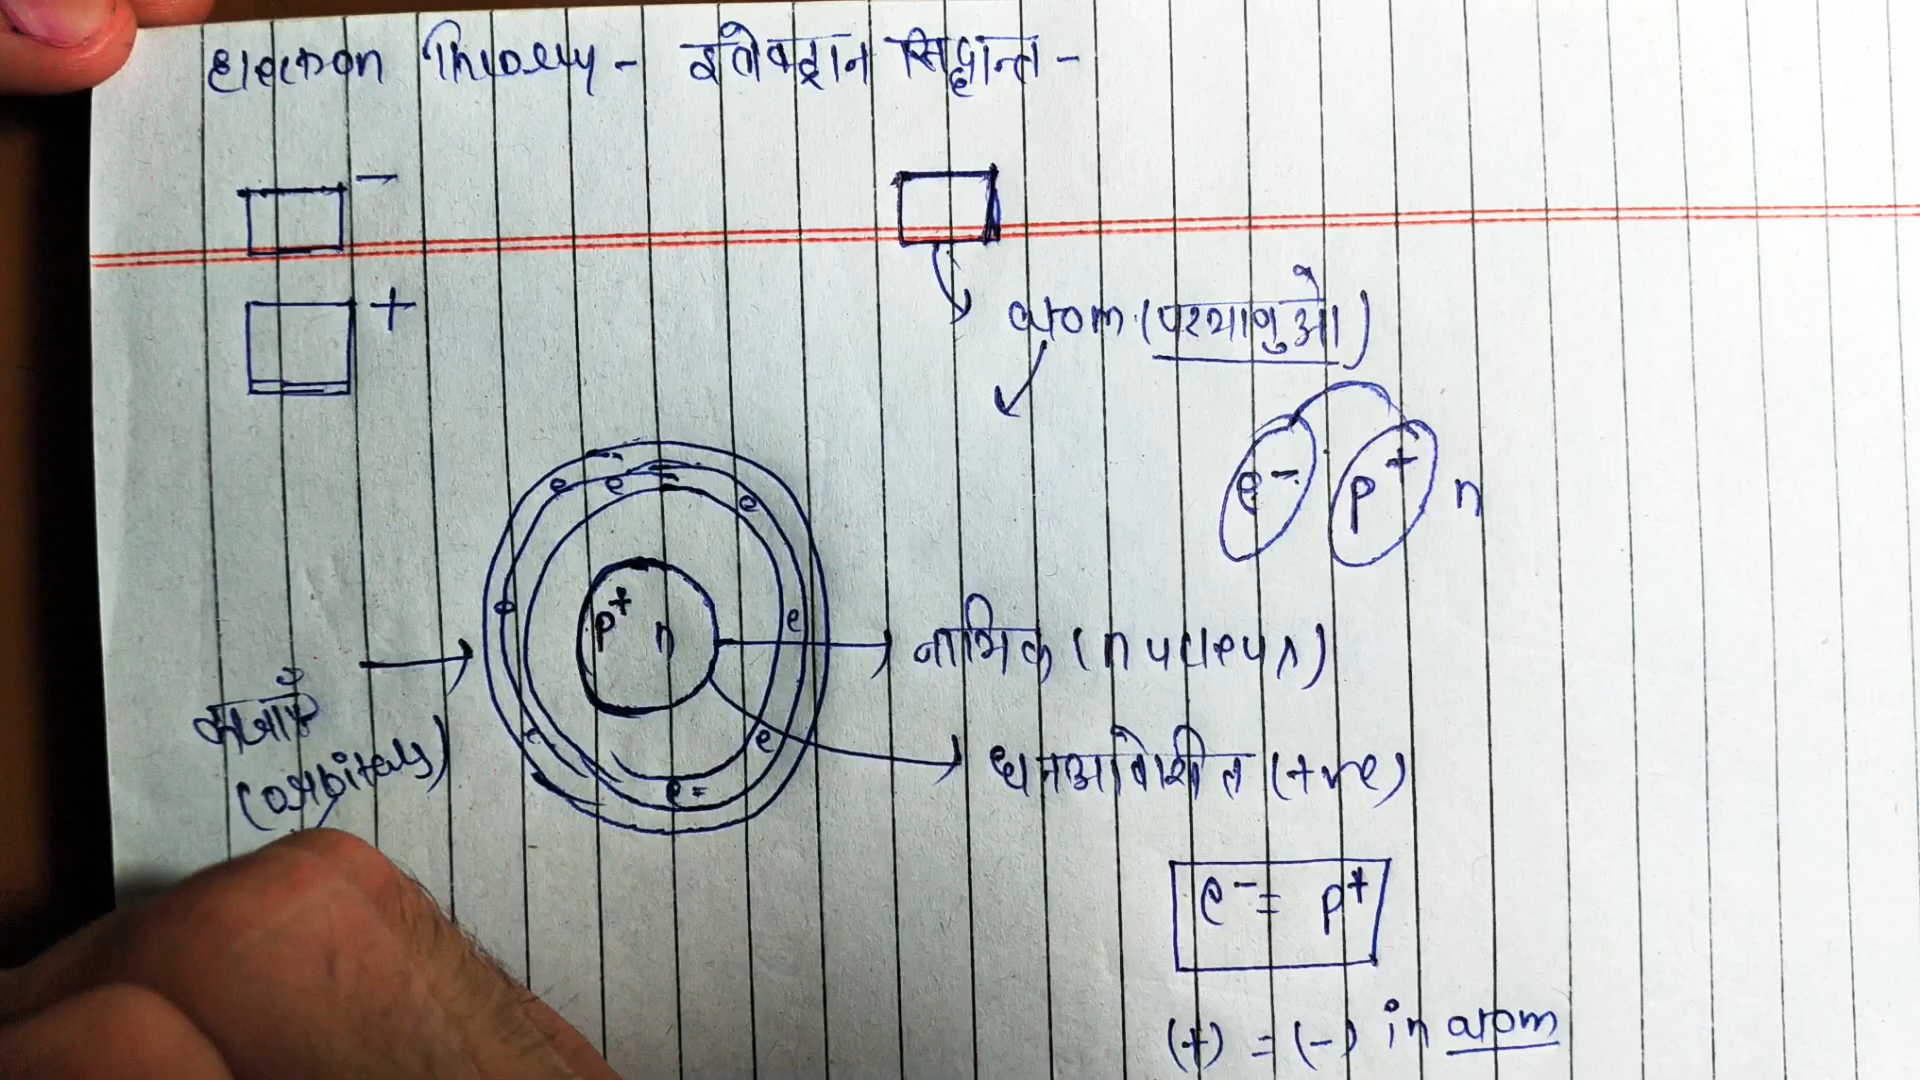 Electron Theory - इलेक्ट्रान सिद्धान्त -
-
+
atom (परमाणुओं)
e- p+ n
e e e
p+ n
e e
e e
e-
नाभिक (nucleus)
कक्षाएँ
(orbitals)
धनआवेशीत (+ve)
e- = p+
(+) = (-) in atom